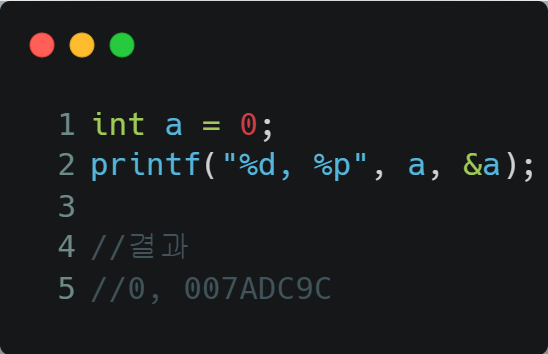 1 int a = 0;
2 printf("%d, %p", a, &a);
3
4 //결과
5 //0, 007ADC9C